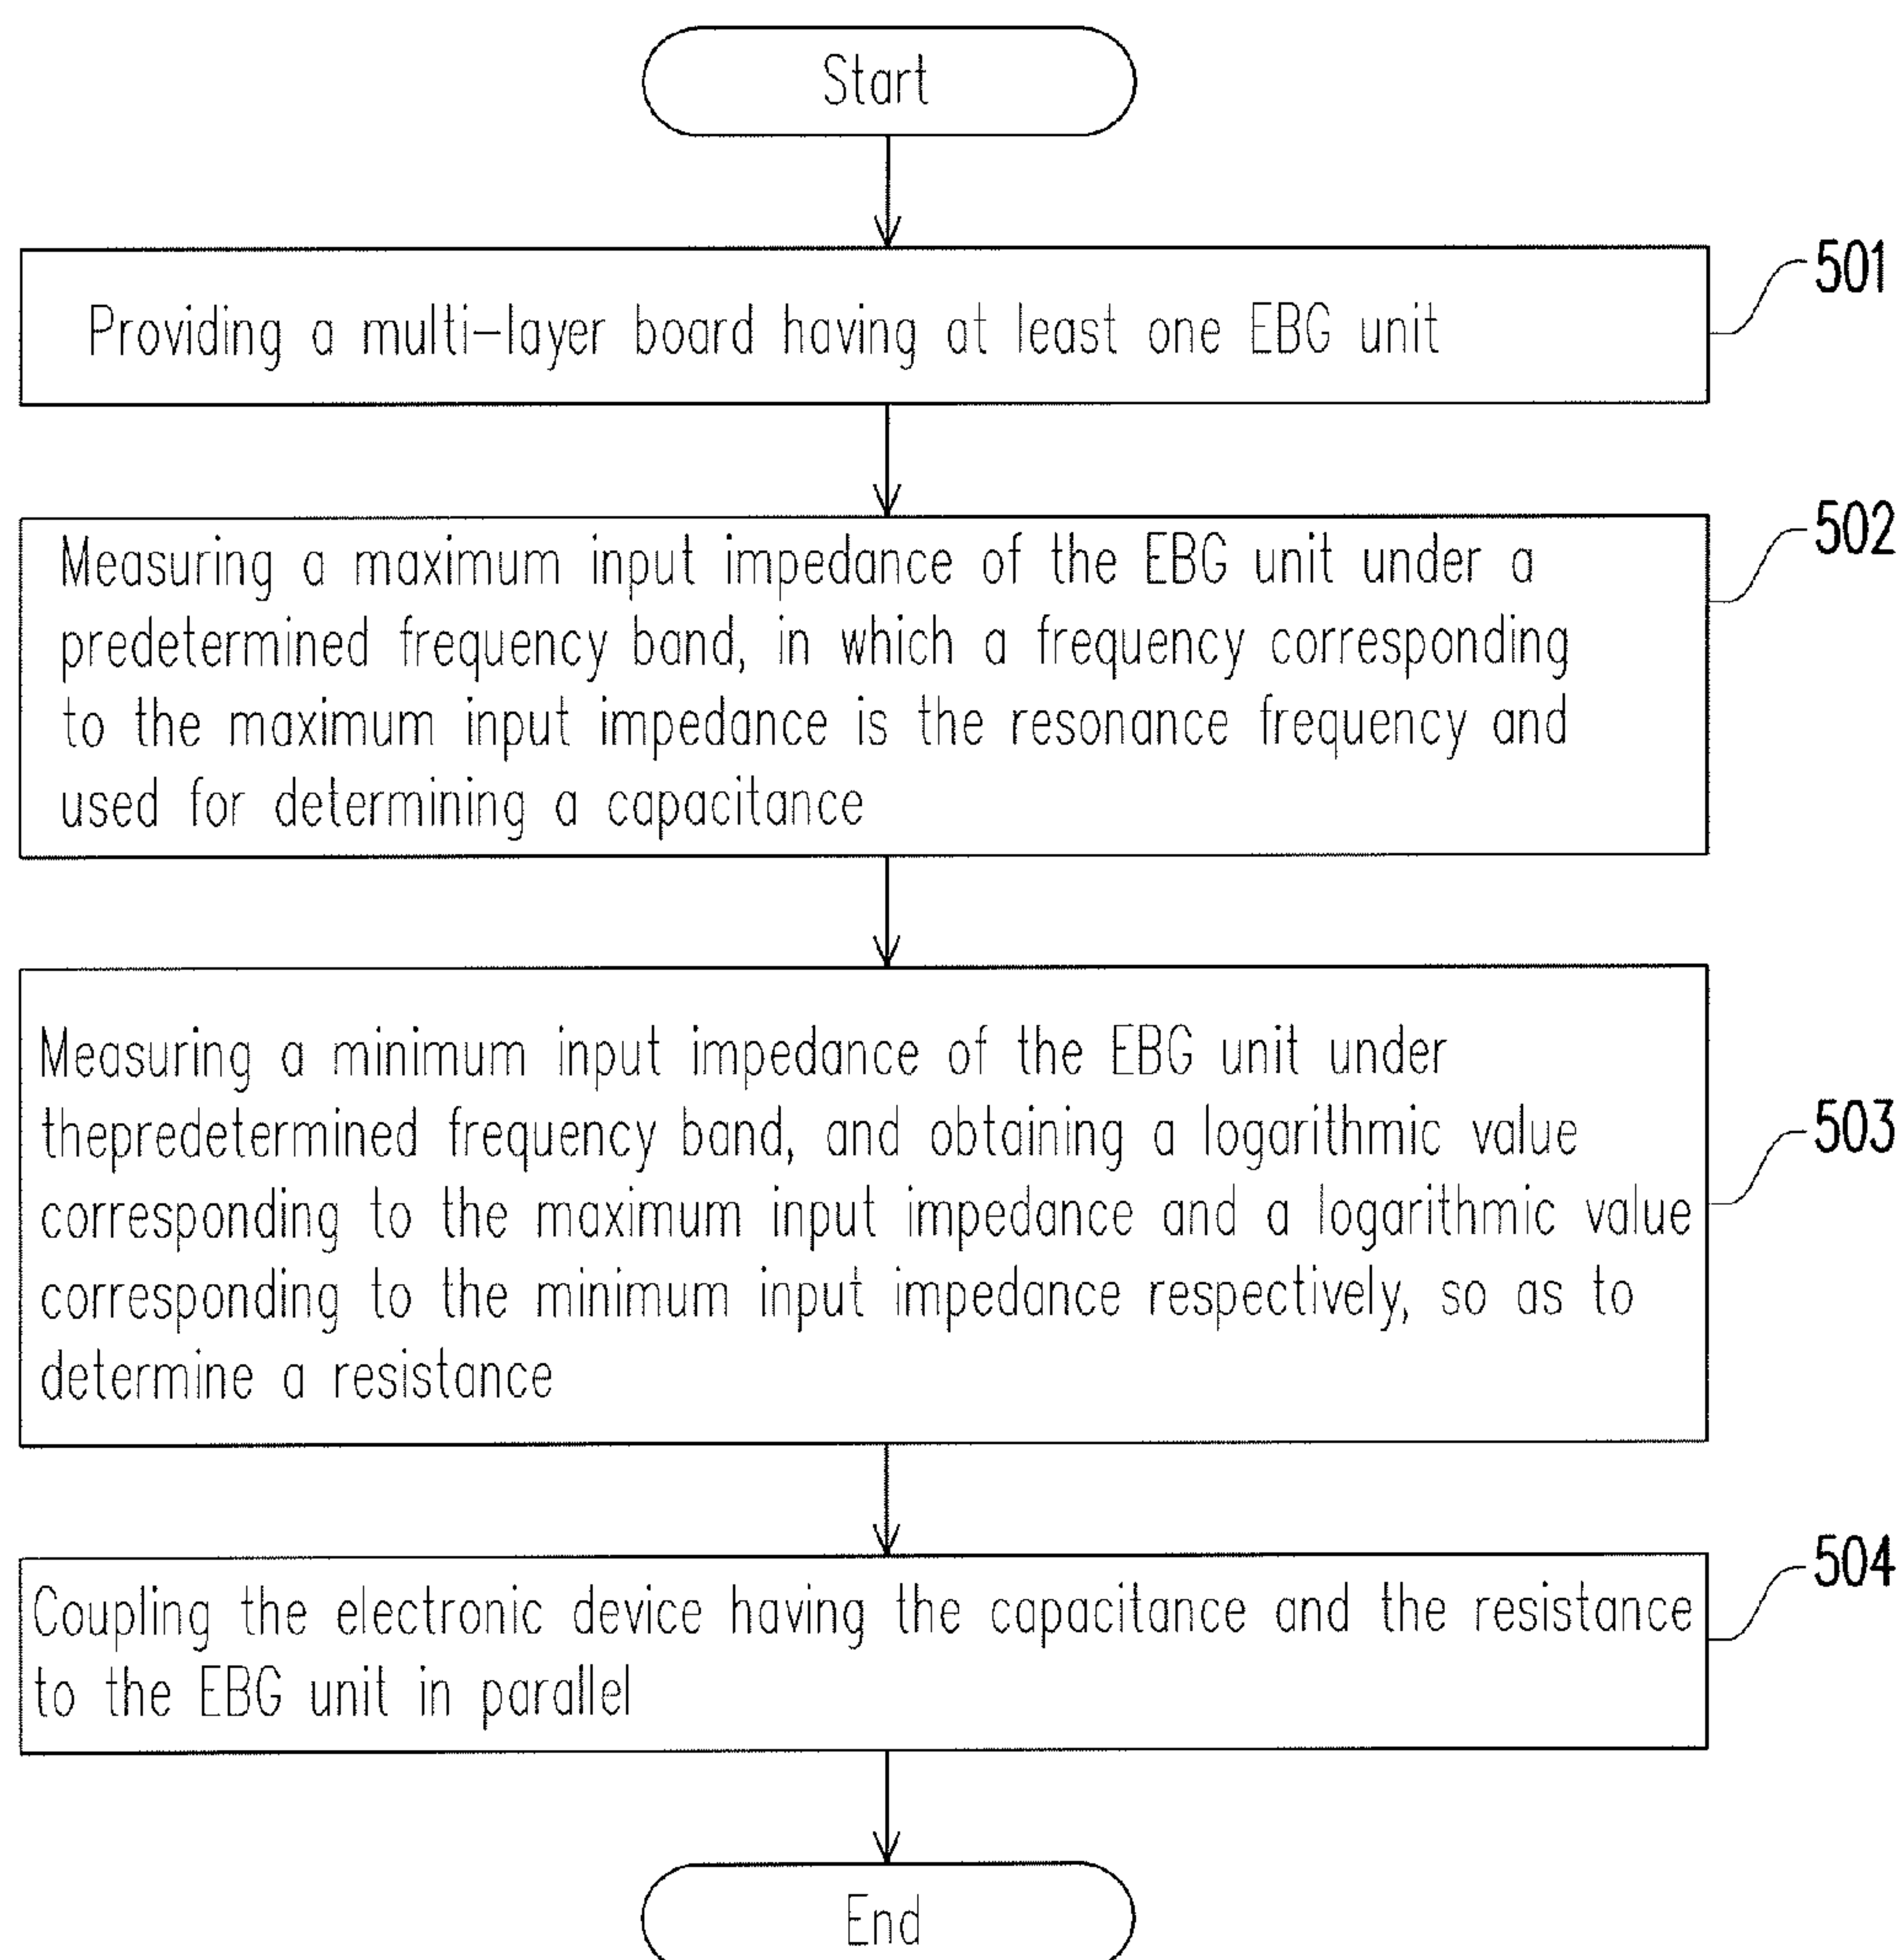 Start
501
Providing a multi-layer board having at least one EBG unit
502
Measuring a maximum input impedance of the EBG unit under a
predetermined frequency band, in which a frequency corresponding
to the maximum input impedance is the resonance frequency and
used for determining a capacitance
503
Measuring a minimum input impedance of the EBG unit under
thepredetermined frequency band, and obtaining a logarithmic value
corresponding to the maximum input impedance and a logarithmic value
corresponding to the minimum input impedance respectively, so as to
determine a resistance
504
Coupling the electronic device having the capacitance and the resistance
to the EBG unit in parallel
End